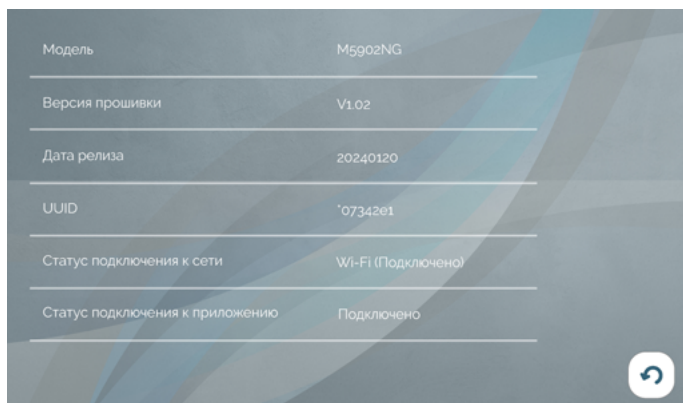 Модель M5902NG
Версия прошивки V1.02
Дата релиза 20240120
UUID *07342e1
Статус подключения к сети Wi-Fi (Подключено)
Статус подключения к приложению Подключено